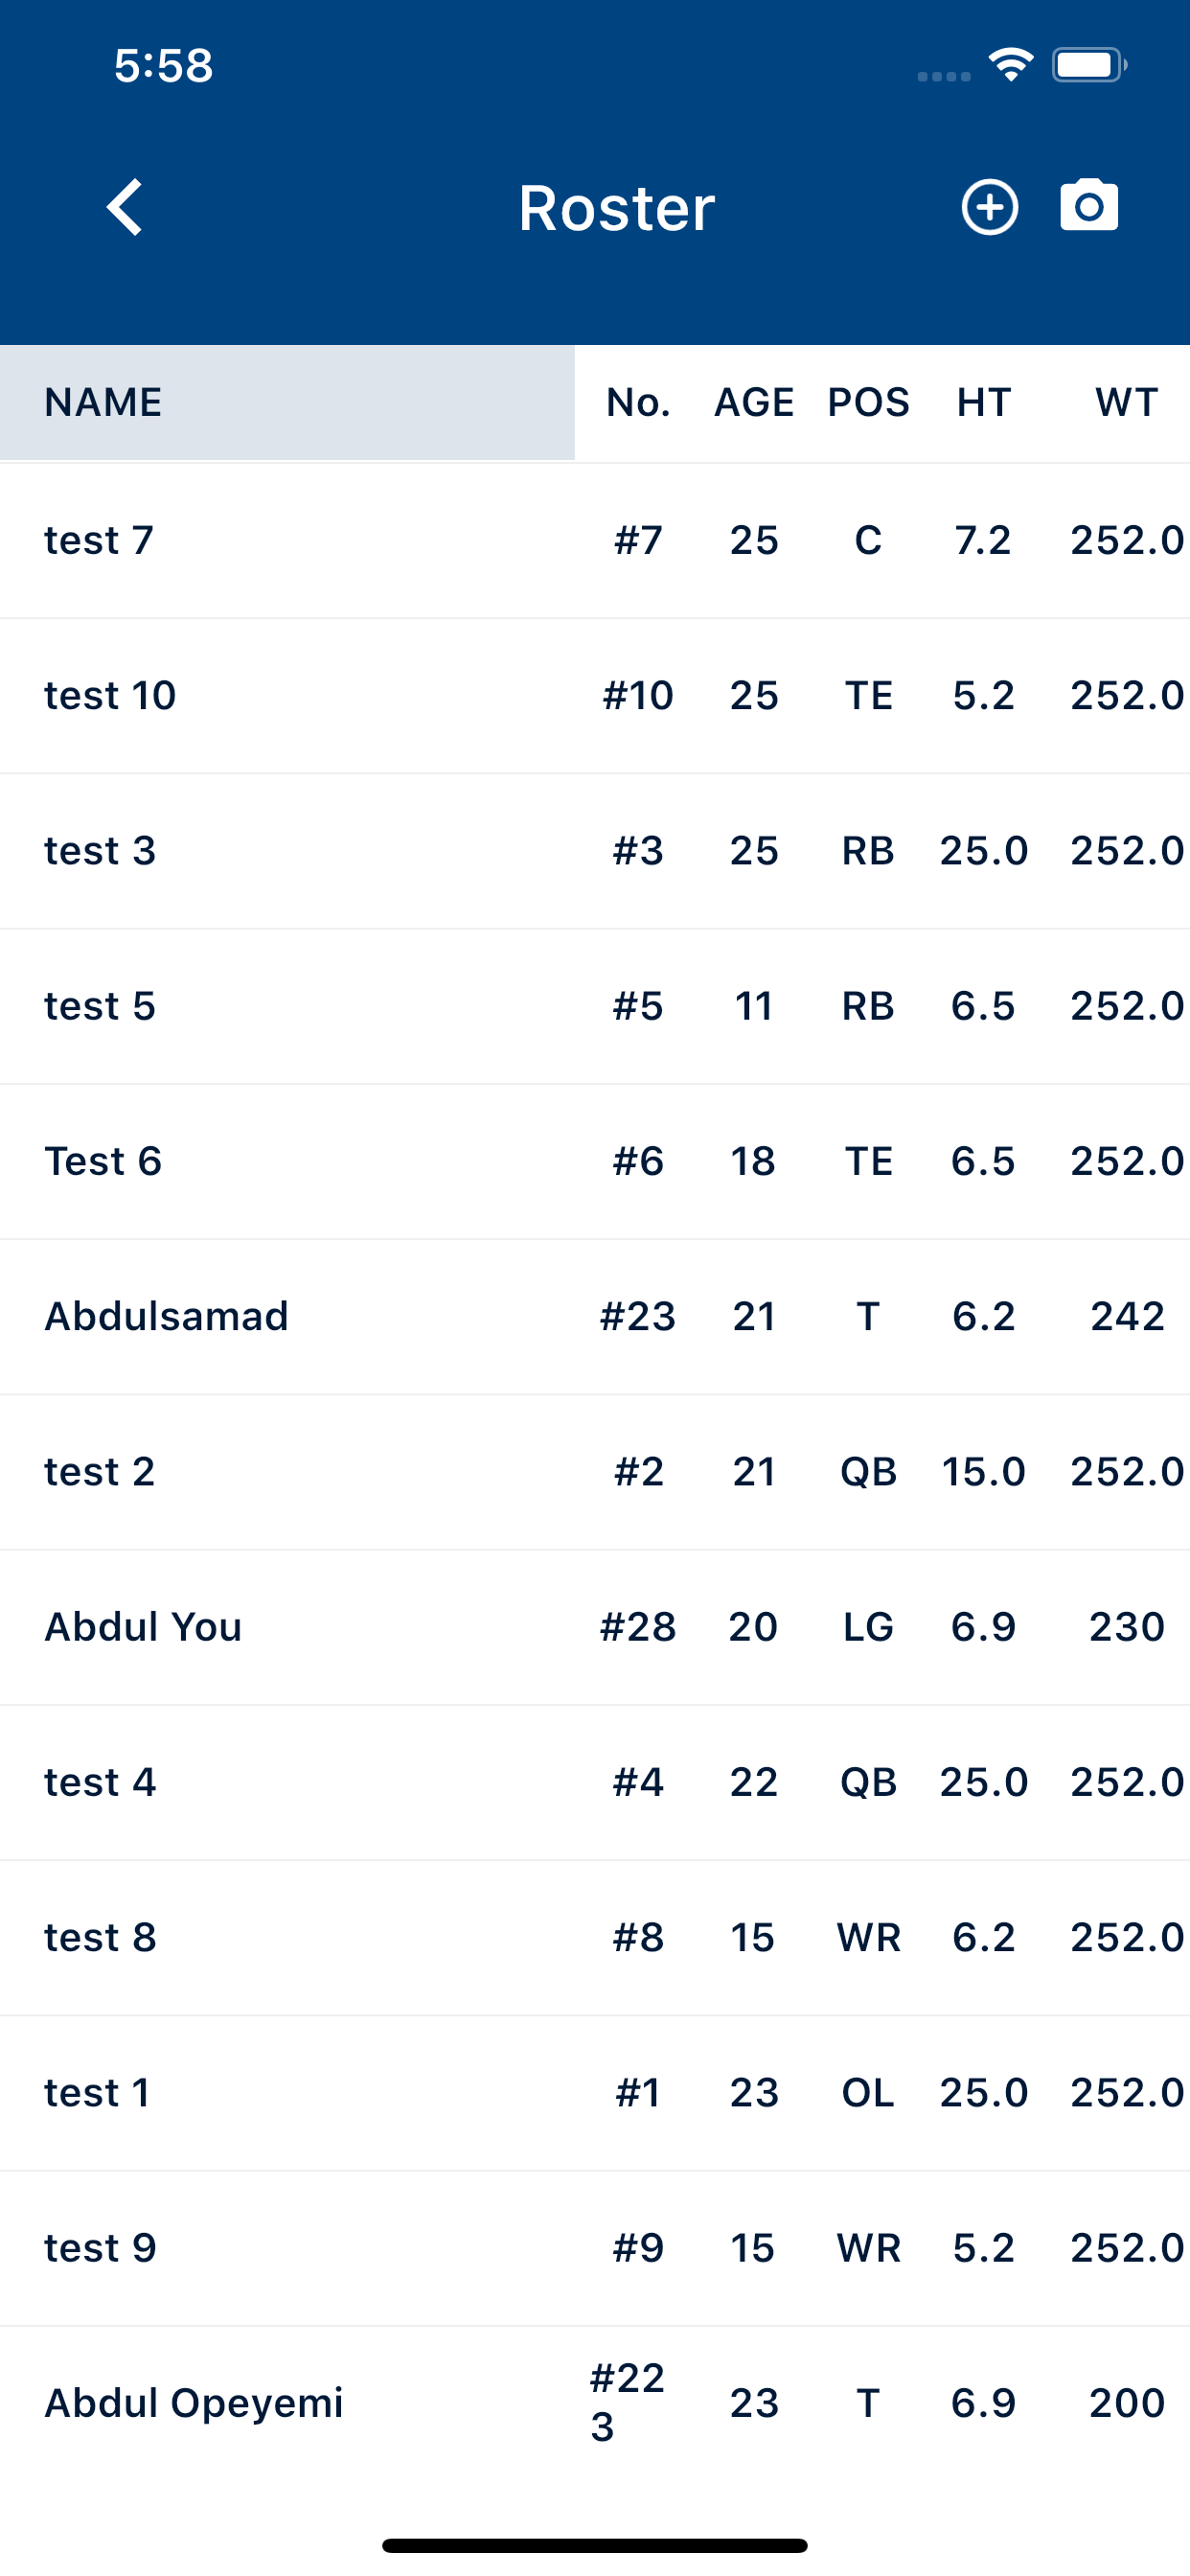 5:58
Roster
NAME No. AGE POS HT WT
test 7 #7 25 C 7.2 252.0
test 10 #10 25 TE 5.2 252.0
test 3 #3 25 RB 25.0 252.0
test 5 #5 11 RB 6.5 252.0
Test 6 #6 18 TE 6.5 252.0
Abdulsamad #23 21 T 6.2 242
test 2 #2 21 QB 15.0 252.0
Abdul You #28 20 LG 6.9 230
test 4 #4 22 QB 25.0 252.0
test 8 #8 15 WR 6.2 252.0
test 1 #1 23 OL 25.0 252.0
test 9 #9 15 WR 5.2 252.0
Abdul Opeyemi #22
3 23 T 6.9 200